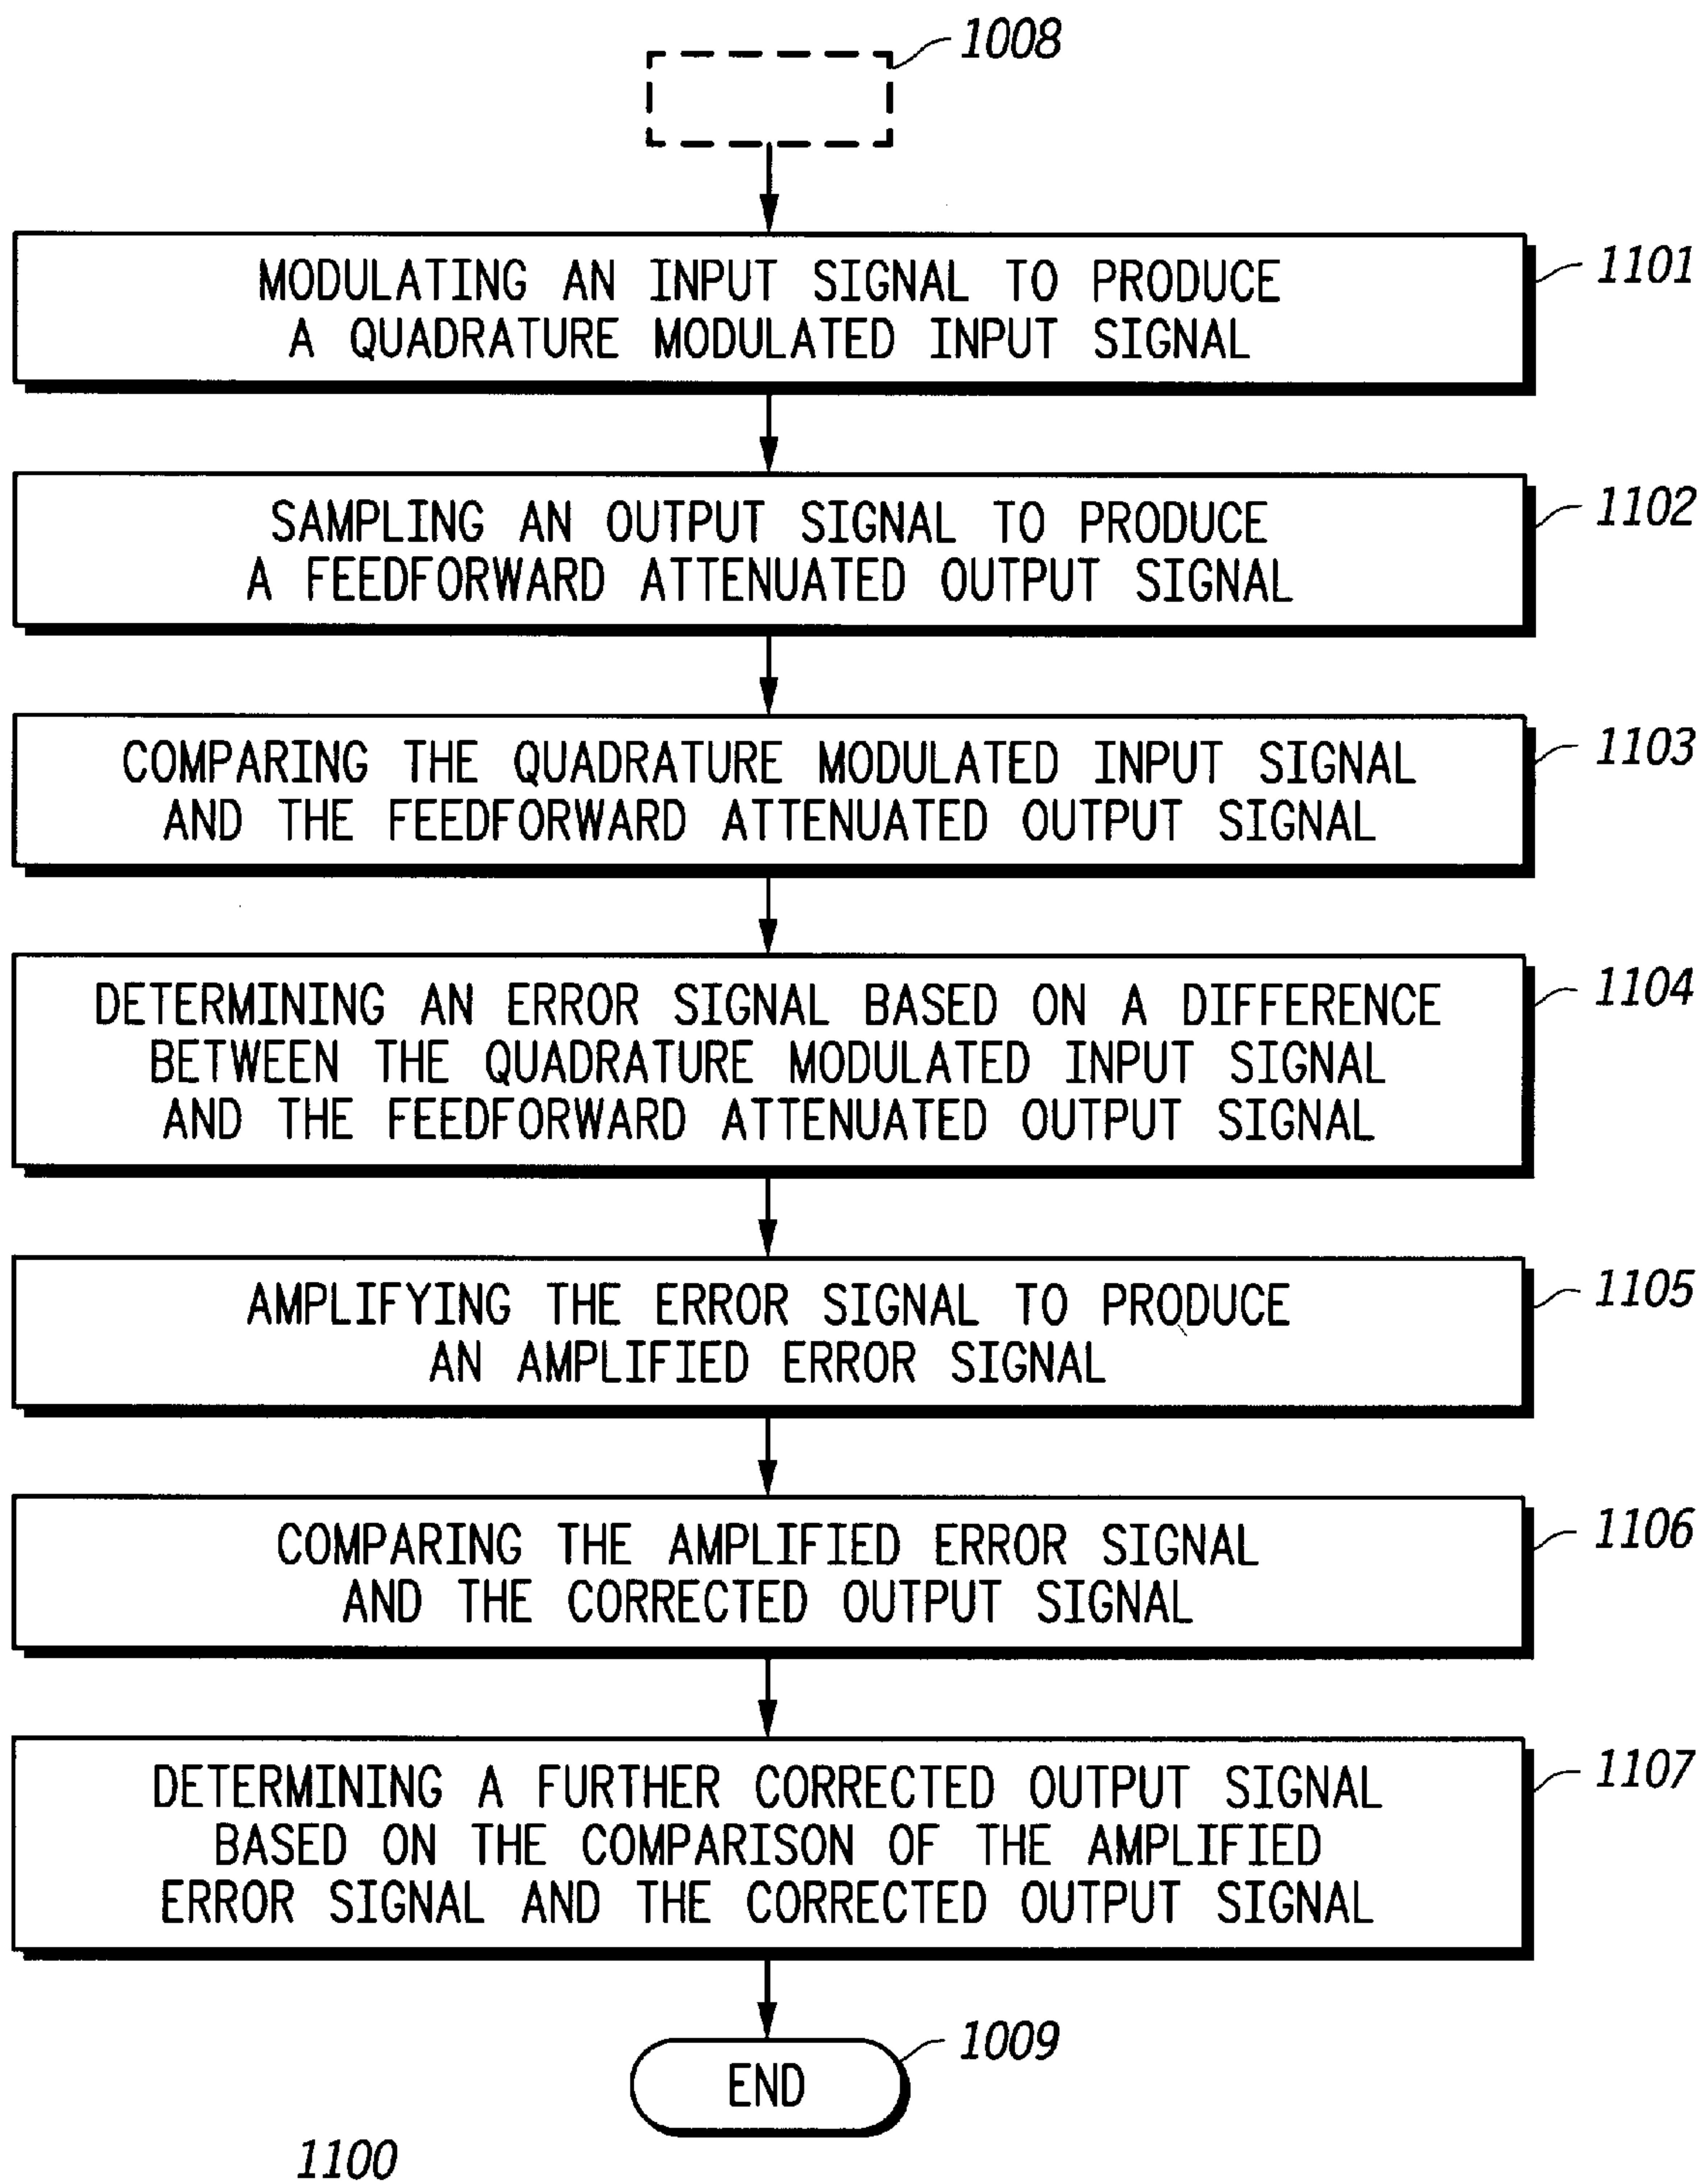 1008
MODULATING AN INPUT SIGNAL TO PRODUCE
A QUADRATURE MODULATED INPUT SIGNAL
1101
SAMPLING AN OUTPUT SIGNAL TO PRODUCE
A FEEDFORWARD ATTENUATED OUTPUT SIGNAL
1102
COMPARING THE QUADRATURE MODULATED INPUT SIGNAL
AND THE FEEDFORWARD ATTENUATED OUTPUT SIGNAL
1103
DETERMINING AN ERROR SIGNAL BASED ON A DIFFERENCE
BETWEEN THE QUADRATURE MODULATED INPUT SIGNAL
AND THE FEEDFORWARD ATTENUATED OUTPUT SIGNAL
1104
AMPLIFYING THE ERROR SIGNAL TO PRODUCE
AN AMPLIFIED ERROR SIGNAL
1105
COMPARING THE AMPLIFIED ERROR SIGNAL
AND THE CORRECTED OUTPUT SIGNAL
1106
DETERMINING A FURTHER CORRECTED OUTPUT SIGNAL
BASED ON THE COMPARISON OF THE AMPLIFIED
ERROR SIGNAL AND THE CORRECTED OUTPUT SIGNAL
1107
END
1009
1100